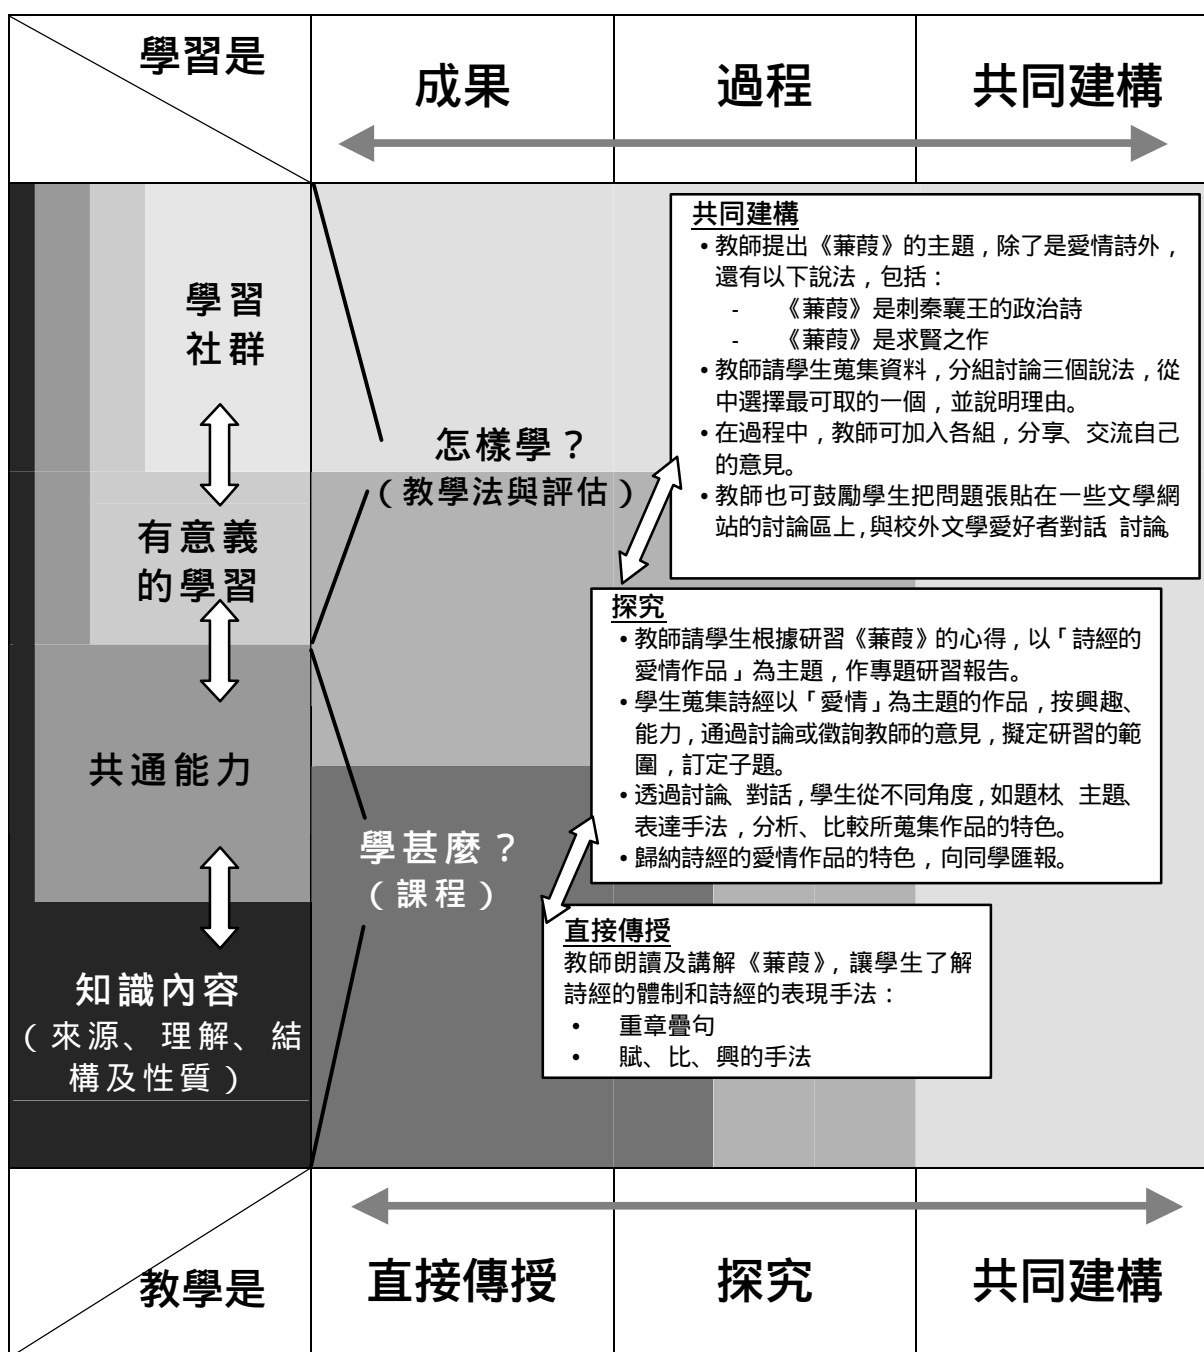 學習是
成果
過程
共同建構
學習
社群
有意義
的學習
共通能力
知識內容
（來源、理解、結
構及性質）
怎樣學？
（教學法與評估）
學甚麼？
（課程）
共同建構
•教師提出《蒹葭》的主題，除了是愛情詩外，
還有以下說法，包括：
- 《蒹葭》是刺秦襄王的政治詩
- 《蒹葭》是求賢之作
•教師請學生蒐集資料，分組討論三個說法，從
中選擇最可取的一個，並說明理由。
•在過程中，教師可加入各組，分享、交流自己
的意見。
•教師也可鼓勵學生把問題張貼在一些文學網
站的討論區上，與校外文學愛好者對話、討論。
探究
•教師請學生根據研習《蒹葭》的心得，以「詩經的
愛情作品」為主題，作專題研習報告。
•學生蒐集詩經以「愛情」為主題的作品，按興趣、
能力，通過討論或徵詢教師的意見，擬定研習的範
圍，訂定子題。
•透過討論、對話，學生從不同角度，如題材、主題、
表達手法，分析、比較所蒐集作品的特色。
•歸納詩經的愛情作品的特色，向同學匯報。
直接傳授
教師朗讀及講解《蒹葭》，讓學生了解
詩經的體制和詩經的表現手法：
• 重章疊句
• 賦、比、興的手法
教學是
直接傳授
探究
共同建構